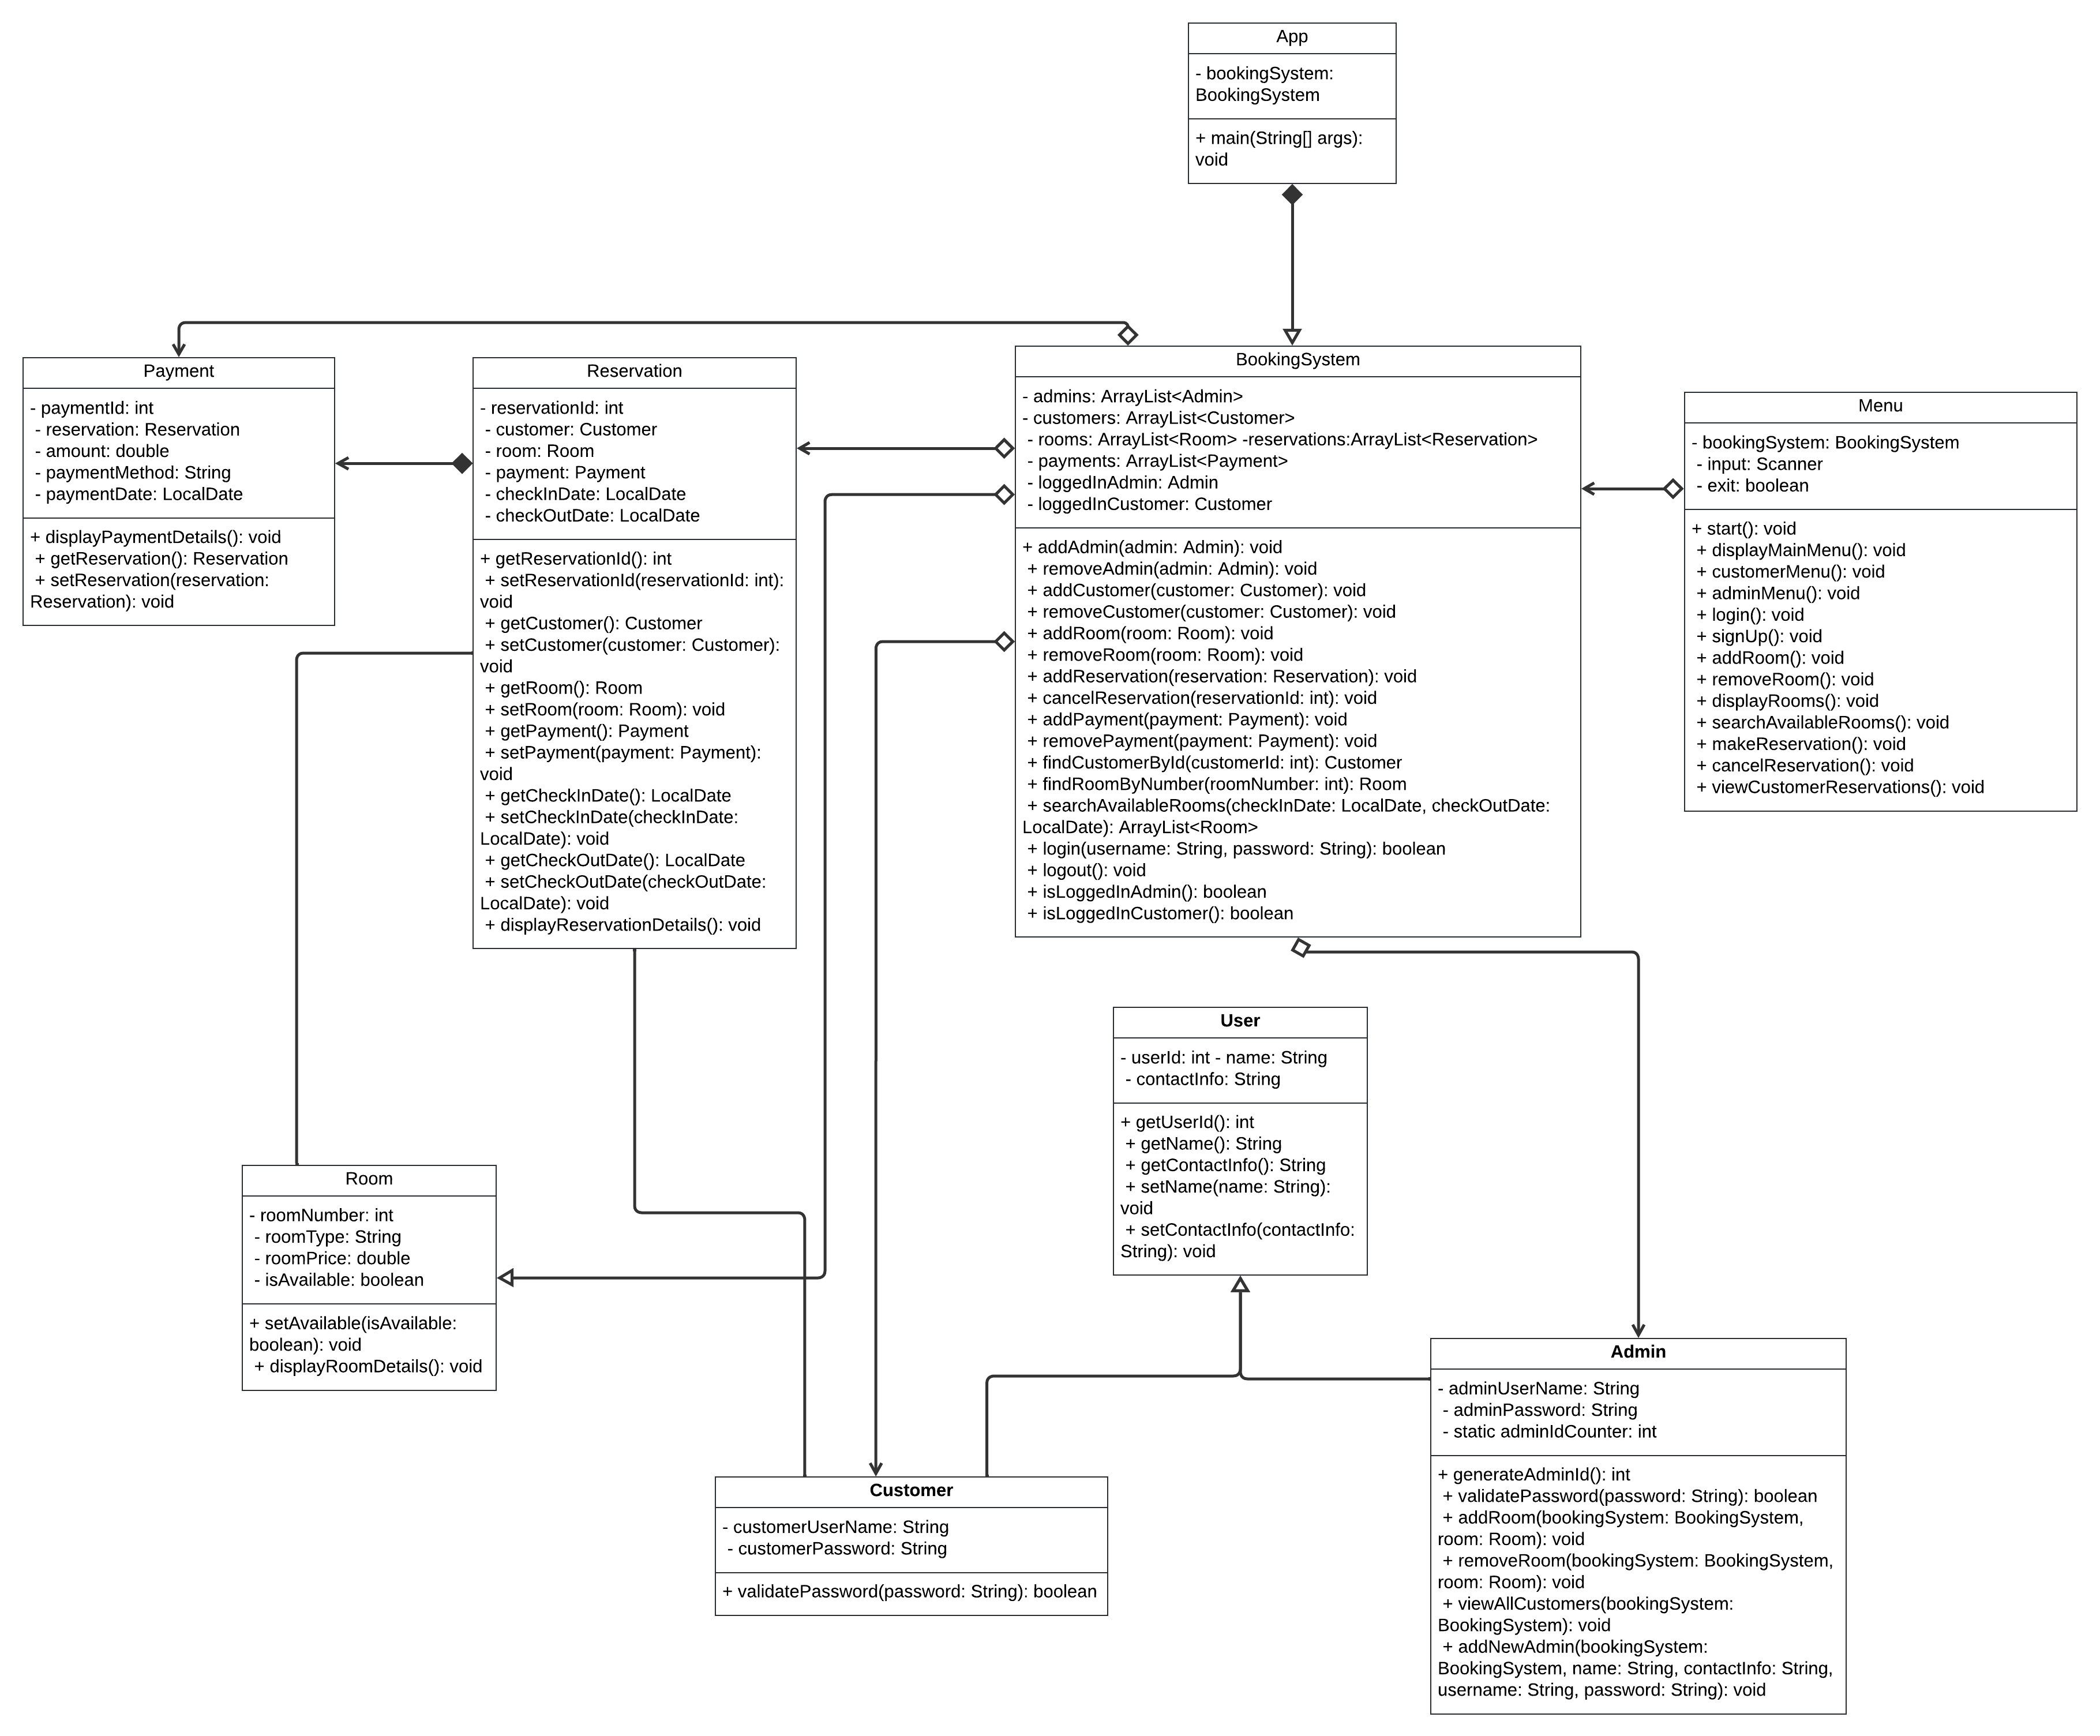 App
- bookingSystem:
BookingSystem
+ main(String[] args):
void
Payment
- paymentId: int
- reservation: Reservation
- amount: double
- paymentMethod: String
- paymentDate: LocalDate
+ displayPaymentDetails(): void
+ getReservation(): Reservation
+ setReservation(reservation:
Reservation): void
Reservation
- reservationId: int
- customer: Customer
- room: Room
- payment: Payment
- checkInDate: LocalDate
- checkOutDate: LocalDate
+ getReservationId(): int
+ setReservationId(reservationId: int):
void
+ getCustomer(): Customer
+ setCustomer(customer: Customer):
void
+ getRoom(): Room
+ setRoom(room: Room): void
+ getPayment(): Payment
+ setPayment(payment: Payment):
void
+ getCheckInDate(): LocalDate
+ setCheckInDate(checkInDate:
LocalDate): void
+ getCheckOutDate(): LocalDate
+ setCheckOutDate(checkOutDate:
LocalDate): void
+ displayReservationDetails(): void
BookingSystem
- admins: ArrayList<Admin>
- customers: ArrayList<Customer>
- rooms: ArrayList<Room> -reservations:ArrayList<Reservation>
- payments: ArrayList<Payment>
- loggedInAdmin: Admin
- loggedInCustomer: Customer
+ addAdmin(admin: Admin): void
+ removeAdmin(admin: Admin): void
+ addCustomer(customer: Customer): void
+ removeCustomer(customer: Customer): void
+ addRoom(room: Room): void
+ removeRoom(room: Room): void
+ addReservation(reservation: Reservation): void
+ cancelReservation(reservationId: int): void
+ addPayment(payment: Payment): void
+ removePayment(payment: Payment): void
+ findCustomerById(customerId: int): Customer
+ findRoomByNumber(roomNumber: int): Room
+ searchAvailableRooms(checkInDate: LocalDate, checkOutDate:
LocalDate): ArrayList<Room>
+ login(username: String, password: String): boolean
+ logout(): void
+ isLoggedInAdmin(): boolean
+ isLoggedInCustomer(): boolean
Menu
- bookingSystem: BookingSystem
- input: Scanner
- exit: boolean
+ start(): void
+ displayMainMenu(): void
+ customerMenu(): void
+ adminMenu(): void
+ login(): void
+ signUp(): void
+ addRoom(): void
+ removeRoom(): void
+ displayRooms(): void
+ searchAvailableRooms(): void
+ makeReservation(): void
+ cancelReservation(): void
+ viewCustomerReservations(): void
User
- userId: int - name: String
- contactInfo: String
+ getUserId(): int
+ getName(): String
+ getContactInfo(): String
+ setName(name: String):
void
+ setContactInfo(contactInfo:
String): void
Room
- roomNumber: int
- roomType: String
- roomPrice: double
- isAvailable: boolean
+ setAvailable(isAvailable:
boolean): void
+ displayRoomDetails(): void
Admin
- adminUserName: String
- adminPassword: String
- static adminIdCounter: int
+ generateAdminId(): int
+ validatePassword(password: String): boolean
+ addRoom(bookingSystem: BookingSystem,
room: Room): void
+ removeRoom(bookingSystem: BookingSystem,
room: Room): void
+ viewAllCustomers(bookingSystem:
BookingSystem): void
+ addNewAdmin(bookingSystem:
BookingSystem, name: String, contactInfo: String,
username: String, password: String): void
Customer
- customerUserName: String
- customerPassword: String
+ validatePassword(password: String): boolean